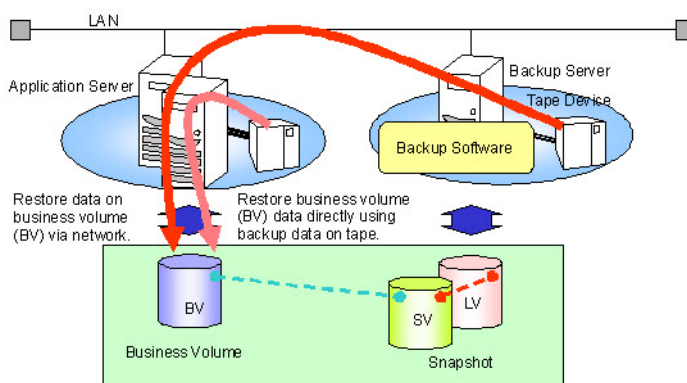 LAN
Application Server
Backup Server
Tape Device
Backup Software
Restore data on
business volume
(BV) via network.
Restore business volume
(BV) data directly using
backup data on tape.
BV
SV
LV
Business Volume
Snapshot